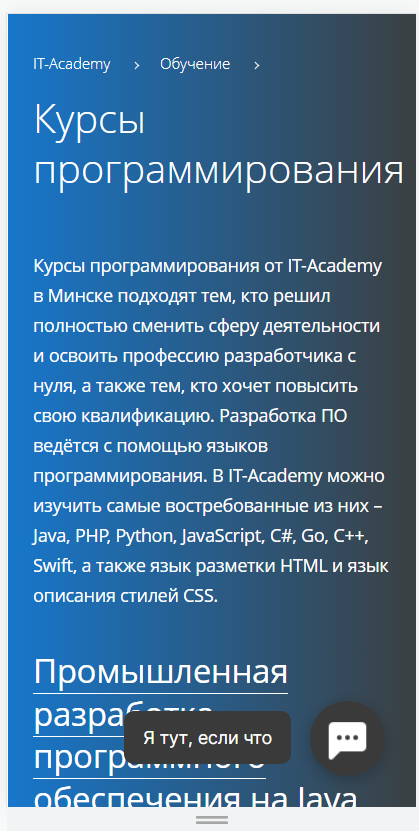 IT-Academy > Обучение >
Курсы
программирования
Курсы программирования от IT-Academy
в Минске подходят тем, кто решил
полностью сменить сферу деятельности
и освоить профессию разработчика с
нуля, а также тем, кто хочет повысить
свою квалификацию. Разработка ПО
ведётся с помощью языков
программирования. В IT-Academy можно
изучить самые востребованные из них –
Java, PHP, Python, JavaScript, C#, Go, C++,
Swift, а также язык разметки HTML и язык
описания стилей CSS.
Промышленная
разработка
Я тут, если что
программного
обеспечения на Java